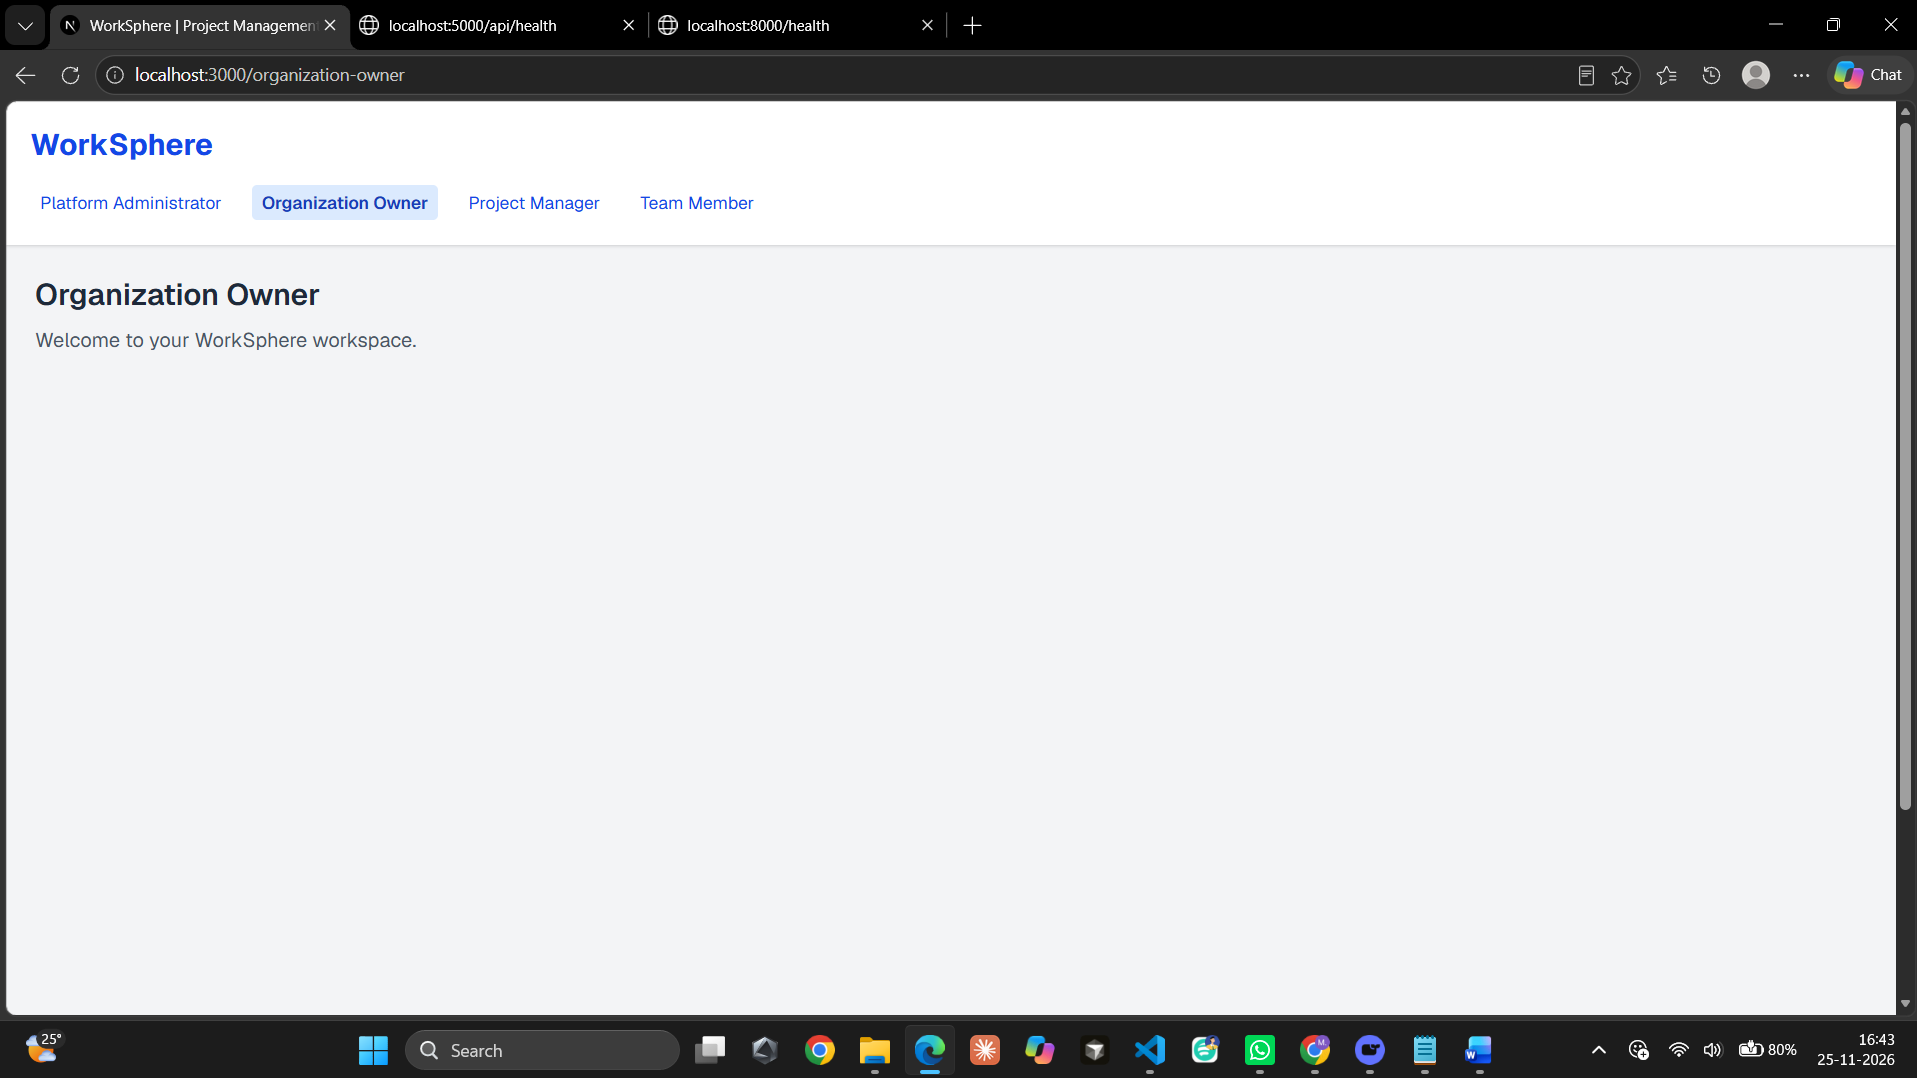 WorkSphere | Project Management
localhost:5000/api/health
localhost:8000/health
localhost:3000/organization-owner
Chat
WorkSphere
Platform Administrator
Organization Owner
Project Manager
Team Member
Organization Owner
Welcome to your WorkSphere workspace.
25°
Search
80%
16:43
25-11-2026